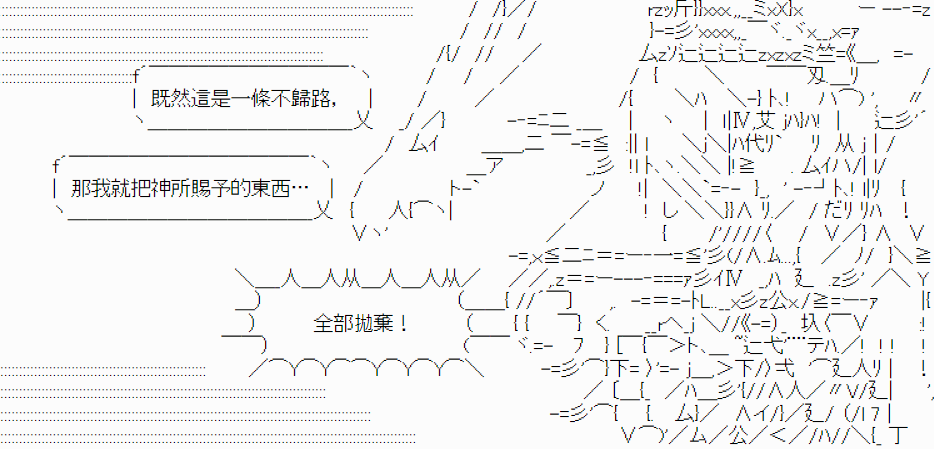 既然這是一條不歸路，
那我就把神所賜予的東西…
全部拋棄！